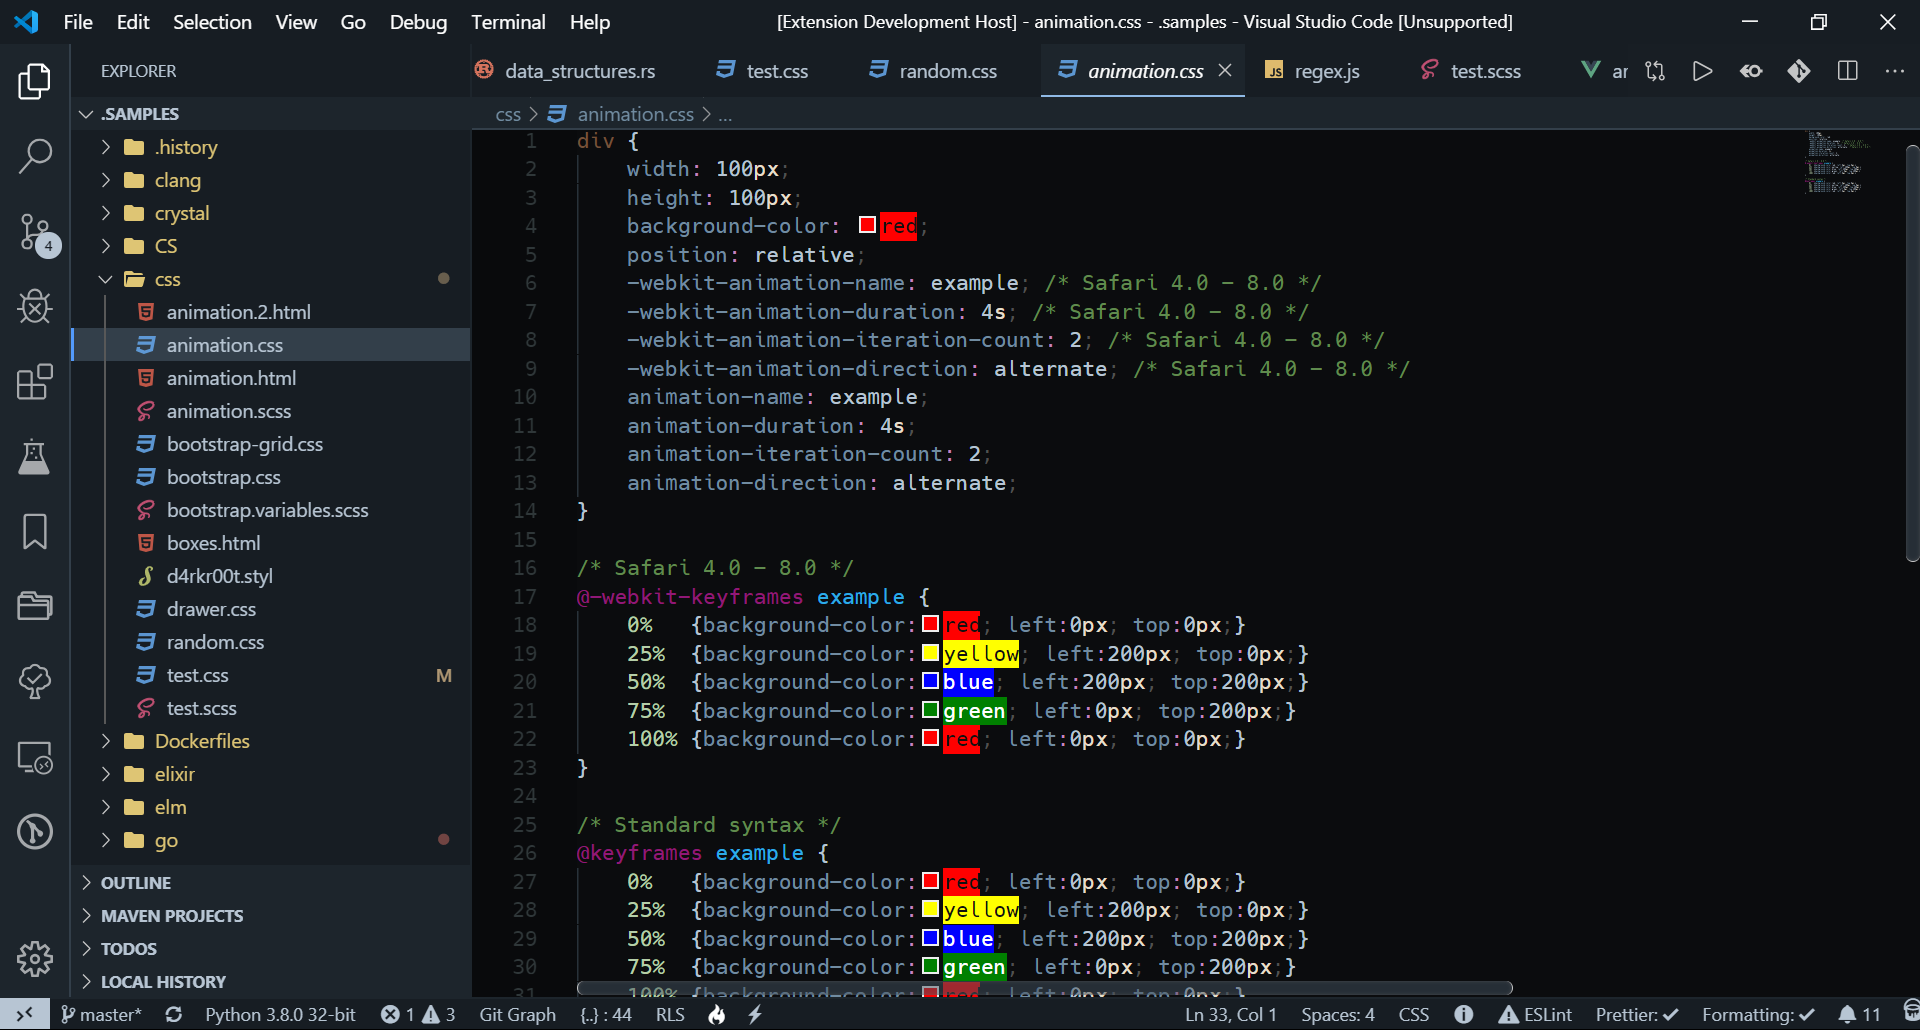 File Edit Selection View Go Debug Terminal Help
[Extension Development Host] - animation.css - .samples - Visual Studio Code [Unsupported]
EXPLORER
data_structures.rs
test.css
random.css
animation.css
regex.js
test.scss
ar
.SAMPLES
css > animation.css > ...
.history
clang
crystal
CS
css
animation.2.html
animation.css
animation.html
animation.scss
bootstrap-grid.css
bootstrap.css
bootstrap.variables.scss
boxes.html
d4rkr00t.styl
drawer.css
random.css
test.css M
test.scss
Dockerfiles
elixir
elm
go
OUTLINE
MAVEN PROJECTS
TODOS
LOCAL HISTORY
4
1 div {
2 width: 100px;
3 height: 100px;
4 background-color: red;
5 position: relative;
6 -webkit-animation-name: example; /* Safari 4.0 - 8.0 */
7 -webkit-animation-duration: 4s; /* Safari 4.0 - 8.0 */
8 -webkit-animation-iteration-count: 2; /* Safari 4.0 - 8.0 */
9 -webkit-animation-direction: alternate; /* Safari 4.0 - 8.0 */
10 animation-name: example;
11 animation-duration: 4s;
12 animation-iteration-count: 2;
13 animation-direction: alternate;
14 }
15
16 /* Safari 4.0 - 8.0 */
17 @-webkit-keyframes example {
18 0% {background-color: red; left:0px; top:0px;}
19 25% {background-color: yellow; left:200px; top:0px;}
20 50% {background-color: blue; left:200px; top:200px;}
21 75% {background-color: green; left:0px; top:200px;}
22 100% {background-color: red; left:0px; top:0px;}
23 }
24
25 /* Standard syntax */
26 @keyframes example {
27 0% {background-color: red; left:0px; top:0px;}
28 25% {background-color: yellow; left:200px; top:0px;}
29 50% {background-color: blue; left:200px; top:200px;}
30 75% {background-color: green; left:0px; top:200px;}
31 100% {background-color: red; left:0px; top:0px;}
master* Python 3.8.0 32-bit 1 3 Git Graph {..} : 44 RLS Ln 33, Col 1 Spaces: 4 CSS ESLint Prettier: ✓ Formatting: ✓ 11